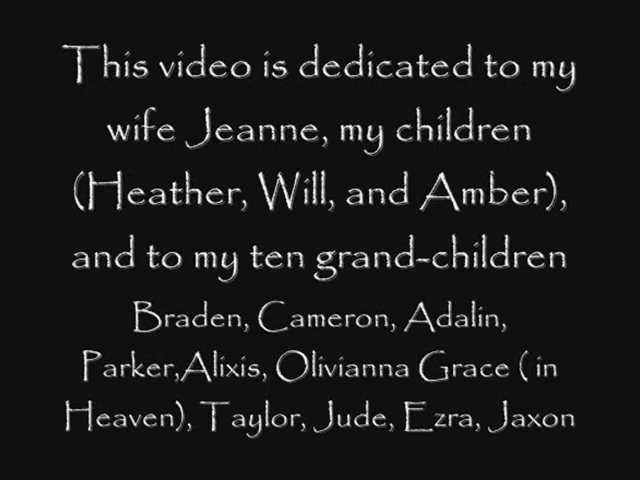 This video is dedicated to my
wife Jeanne, my children
(Heather, Will, and Amber),
and to my ten grand-children
Braden, Cameron, Adalin,
Parker,Alixis, Olivianna Grace ( in
Heaven), Taylor, Jude, Ezra, Jaxon